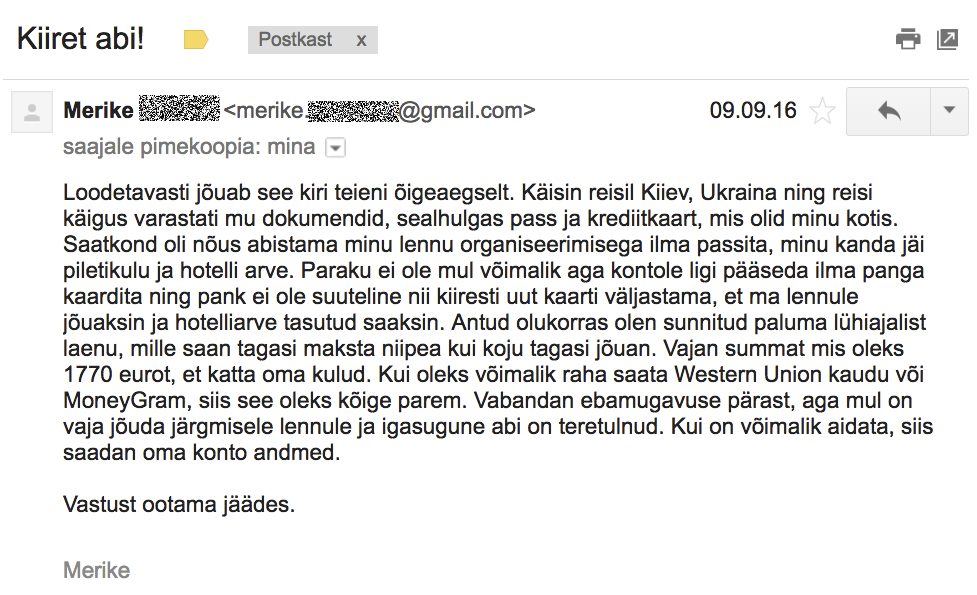 Kiiret abi!
Postkast x
Merike <merike. @gmail.com> 09.09.16
saajale pimekoopia: mina
Loodetavasti jõuab see kiri teieni õigeaegselt. Käisin reisil Kiiev, Ukraina ning reisi
käigus varastati mu dokumendid, sealhulgas pass ja krediitkaart, mis olid minu kotis.
Saatkond oli nõus abistama minu lennu organiseerimisega ilma passita, minu kanda jäi
piletikulu ja hotelli arve. Paraku ei ole mul võimalik aga kontole ligi pääseda ilma panga
kaardita ning pank ei ole suuteline nii kiiresti uut kaarti väljastama, et ma lennule
jõuaksin ja hotelliarve tasutud saaksin. Antud olukorras olen sunnitud paluma lühiajalist
laenu, mille saan tagasi maksta niipea kui koju tagasi jõuan. Vajan summat mis oleks
1770 eurot, et katta oma kulud. Kui oleks võimalik raha saata Western Union kaudu või
MoneyGram, siis see oleks kõige parem. Vabandan ebamugavuse pärast, aga mul on
vaja jõuda järgmisele lennule ja igasugune abi on teretulnud. Kui on võimalik aidata, siis
saadan oma konto andmed.
Vastust ootama jäädes.
Merike